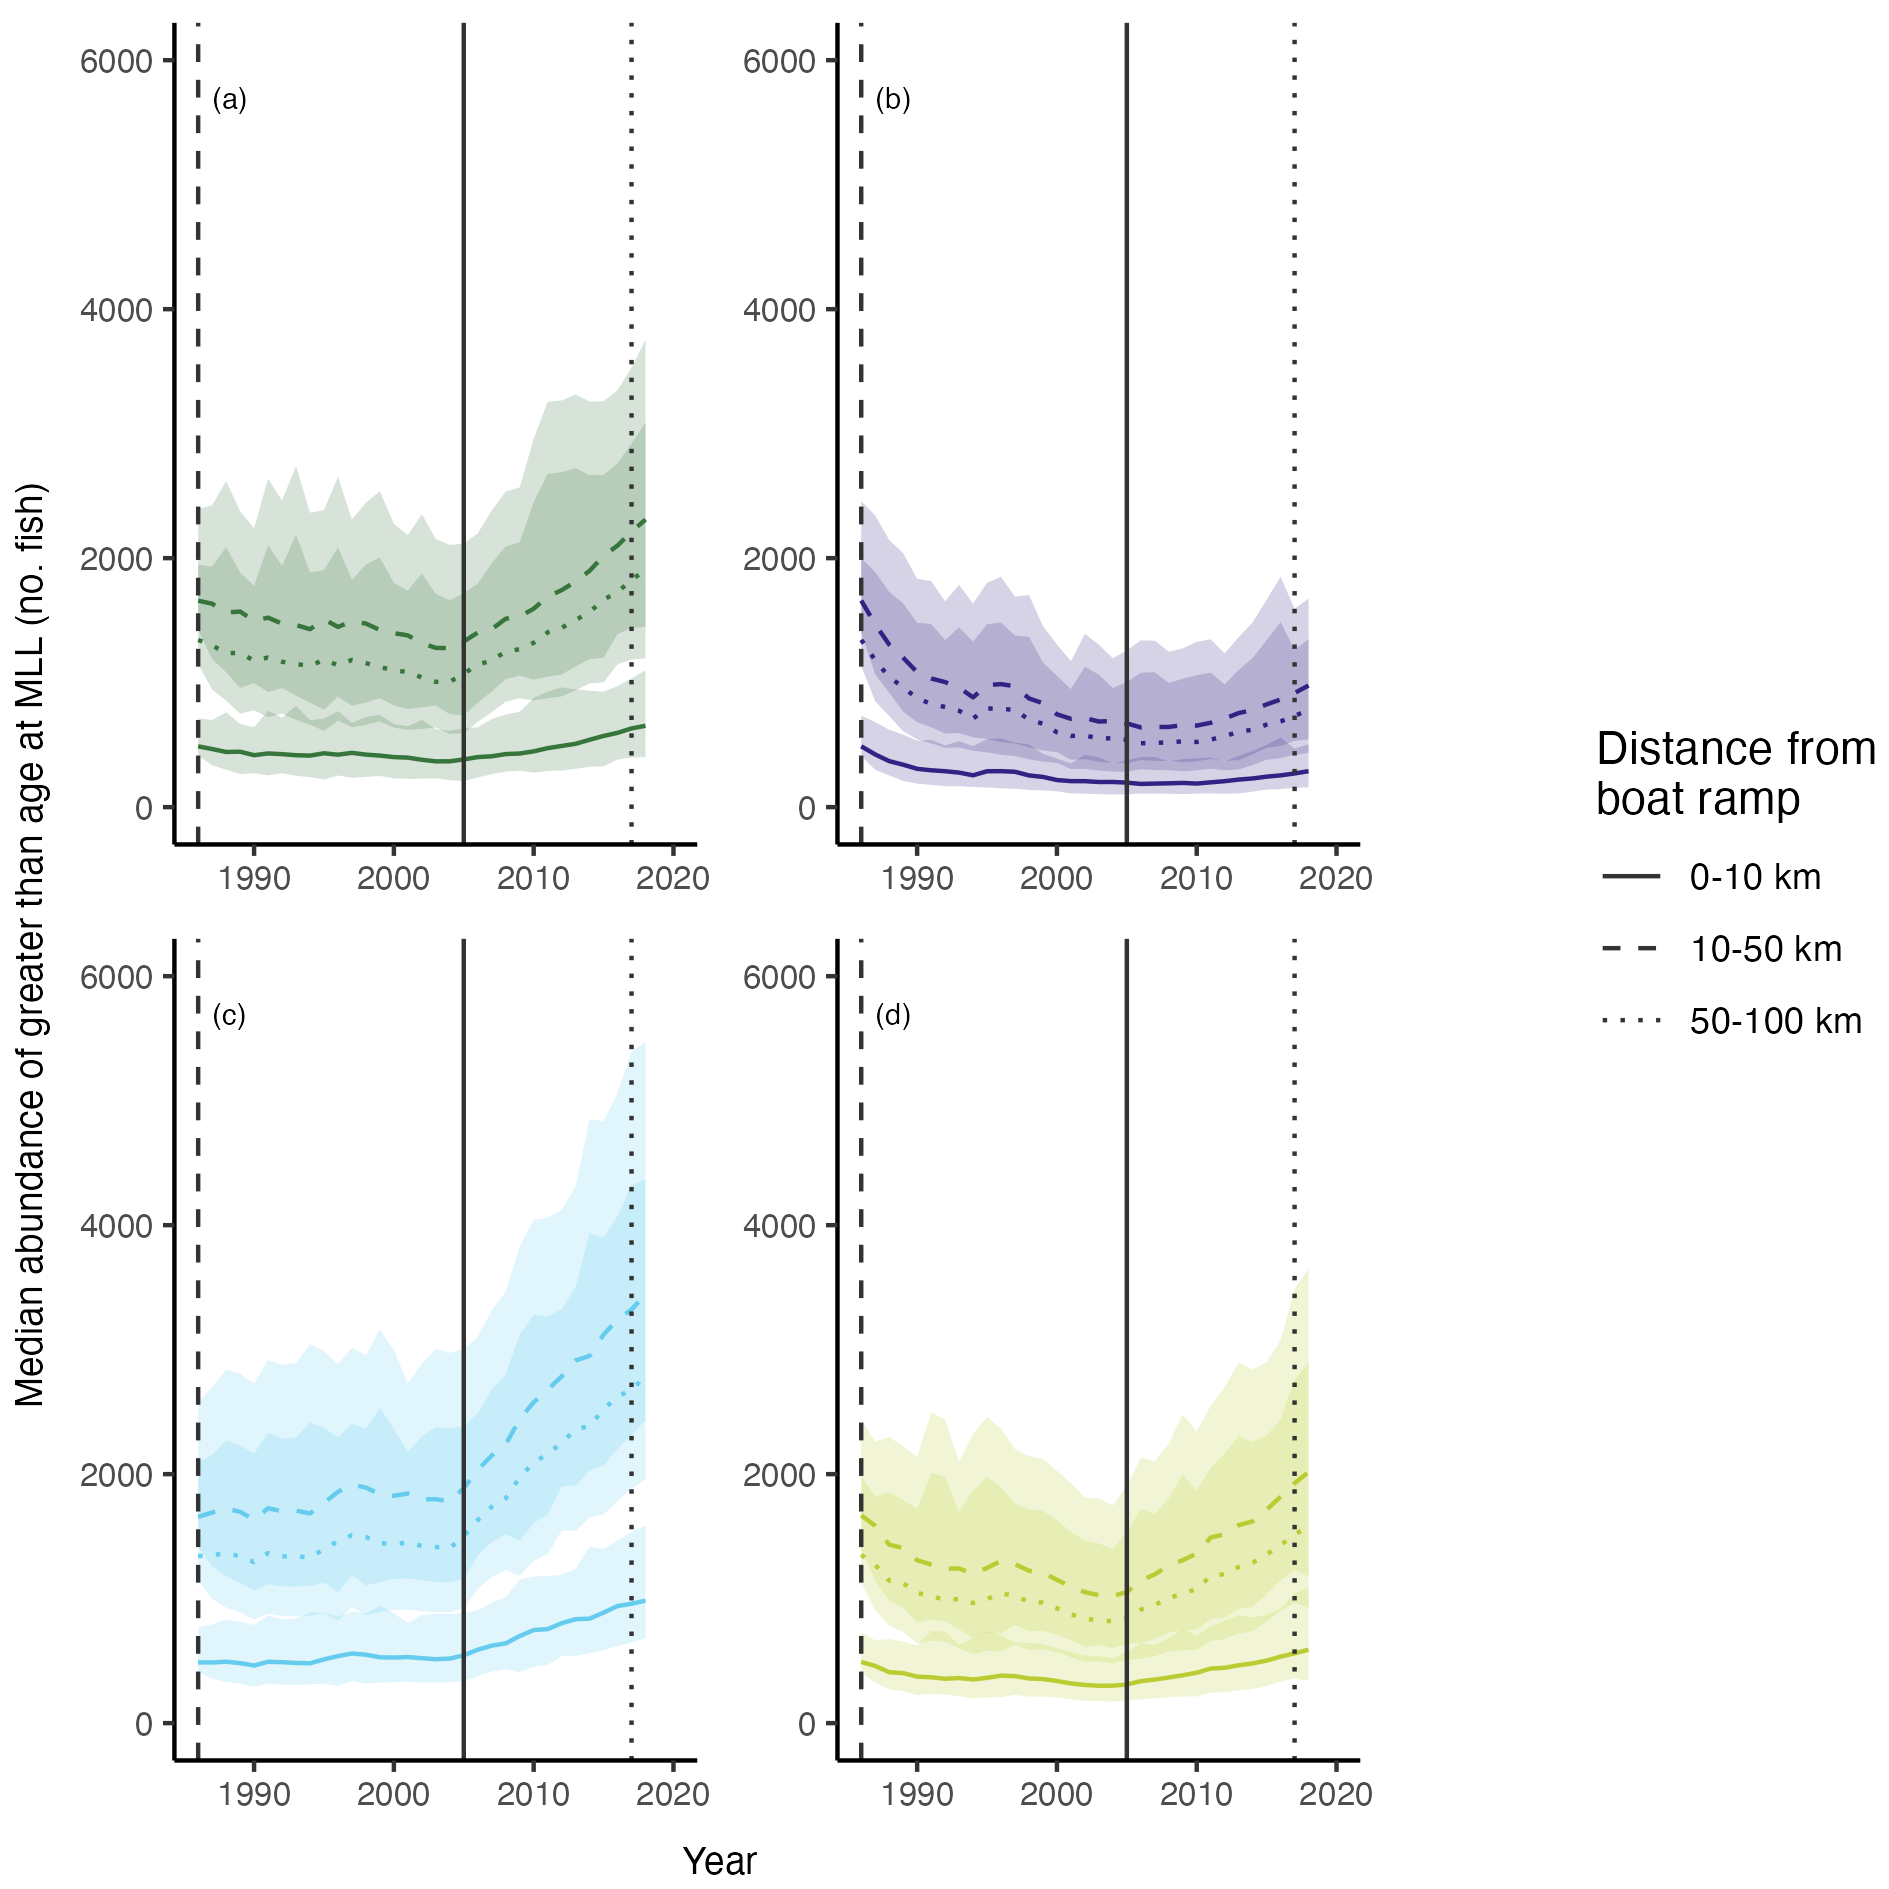 Median abundance of greater than age at MLL (no. fish)
6000
4000
2000
0
(a)
1990 2000 2010 2020
6000
4000
2000
0
(b)
1990 2000 2010 2020
6000
4000
2000
0
(c)
1990 2000 2010 2020
6000
4000
2000
0
(d)
1990 2000 2010 2020
Year
Distance from
boat ramp
0-10 km
10-50 km
50-100 km